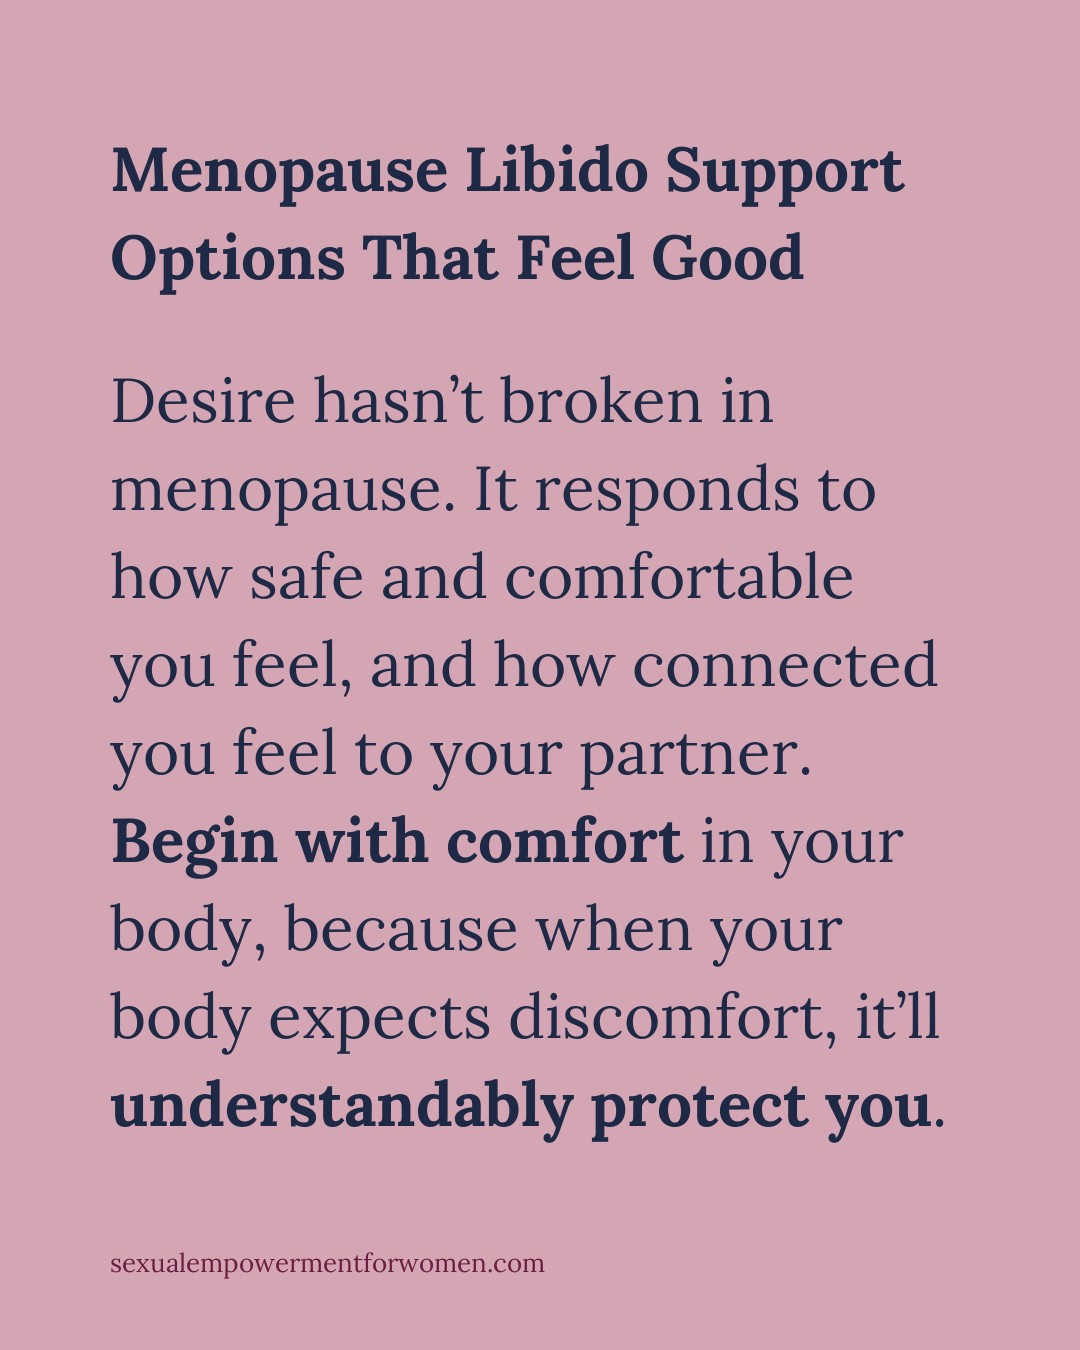 Menopause Libido Support
Options That Feel Good
Desire hasn’t broken in
menopause. It responds to
how safe and comfortable
you feel, and how connected
you feel to your partner.
Begin with comfort in your
body, because when your
body expects discomfort, it’ll
understandably protect you.
sexualempowermentforwomen.com